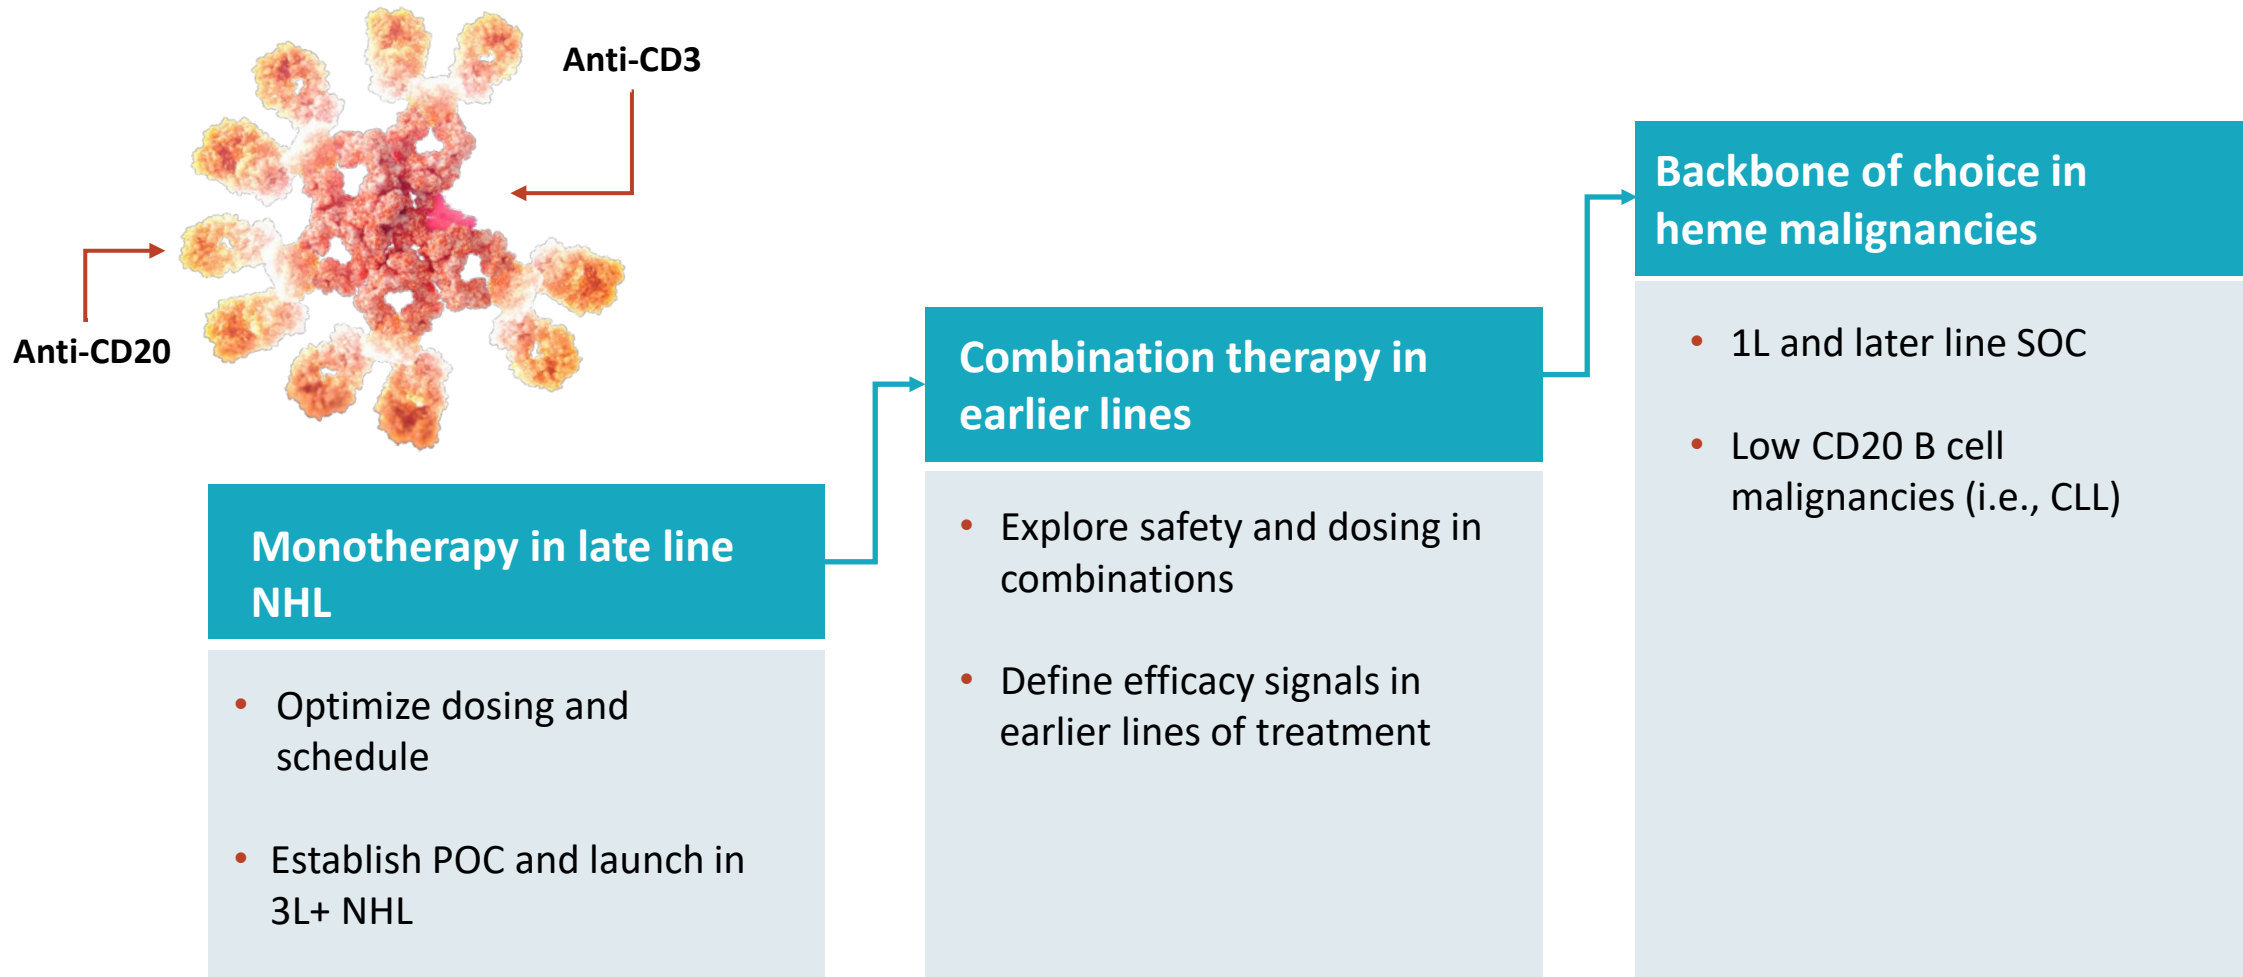 Anti-CD3
Anti-CD20
Monotherapy in late line
NHL
• Optimize dosing and
schedule
• Establish POC and launch in
3L+ NHL
Combination therapy in
earlier lines
• Explore safety and dosing in
combinations
• Define efficacy signals in
earlier lines of treatment
Backbone of choice in
heme malignancies
• 1L and later line SOC
• Low CD20 B cell
malignancies (i.e., CLL)